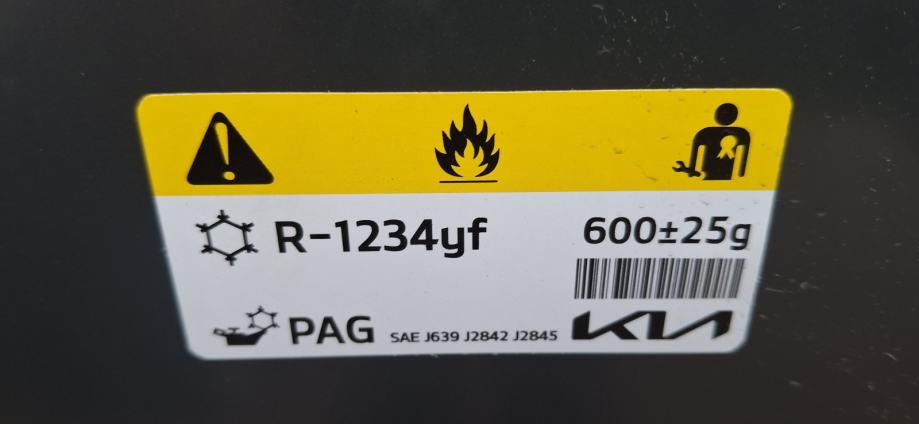 R-1234yf 600±25g
PAG SAE J639 J2842 J2845 KIA